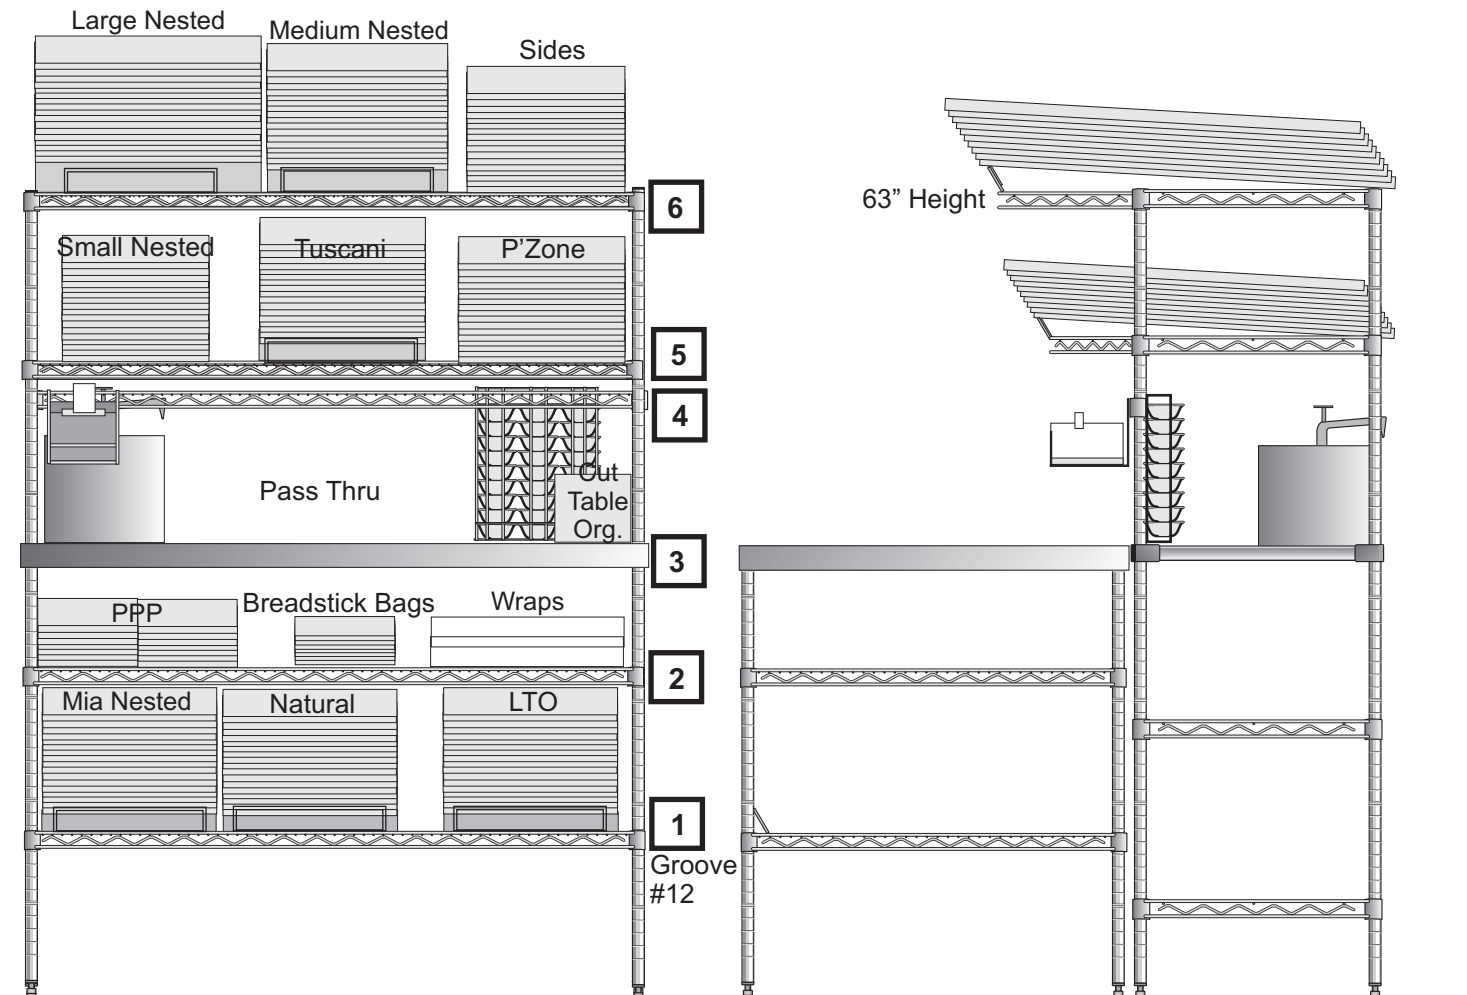 Large Nested
Medium Nested
Sides
6
63” Height
Small Nested
Tuscani
P’Zone
5
4
Pass Thru
Cut
Table
Org.
3
PPP
Breadstick Bags
Wraps
2
Mia Nested
Natural
LTO
1
Groove
#12